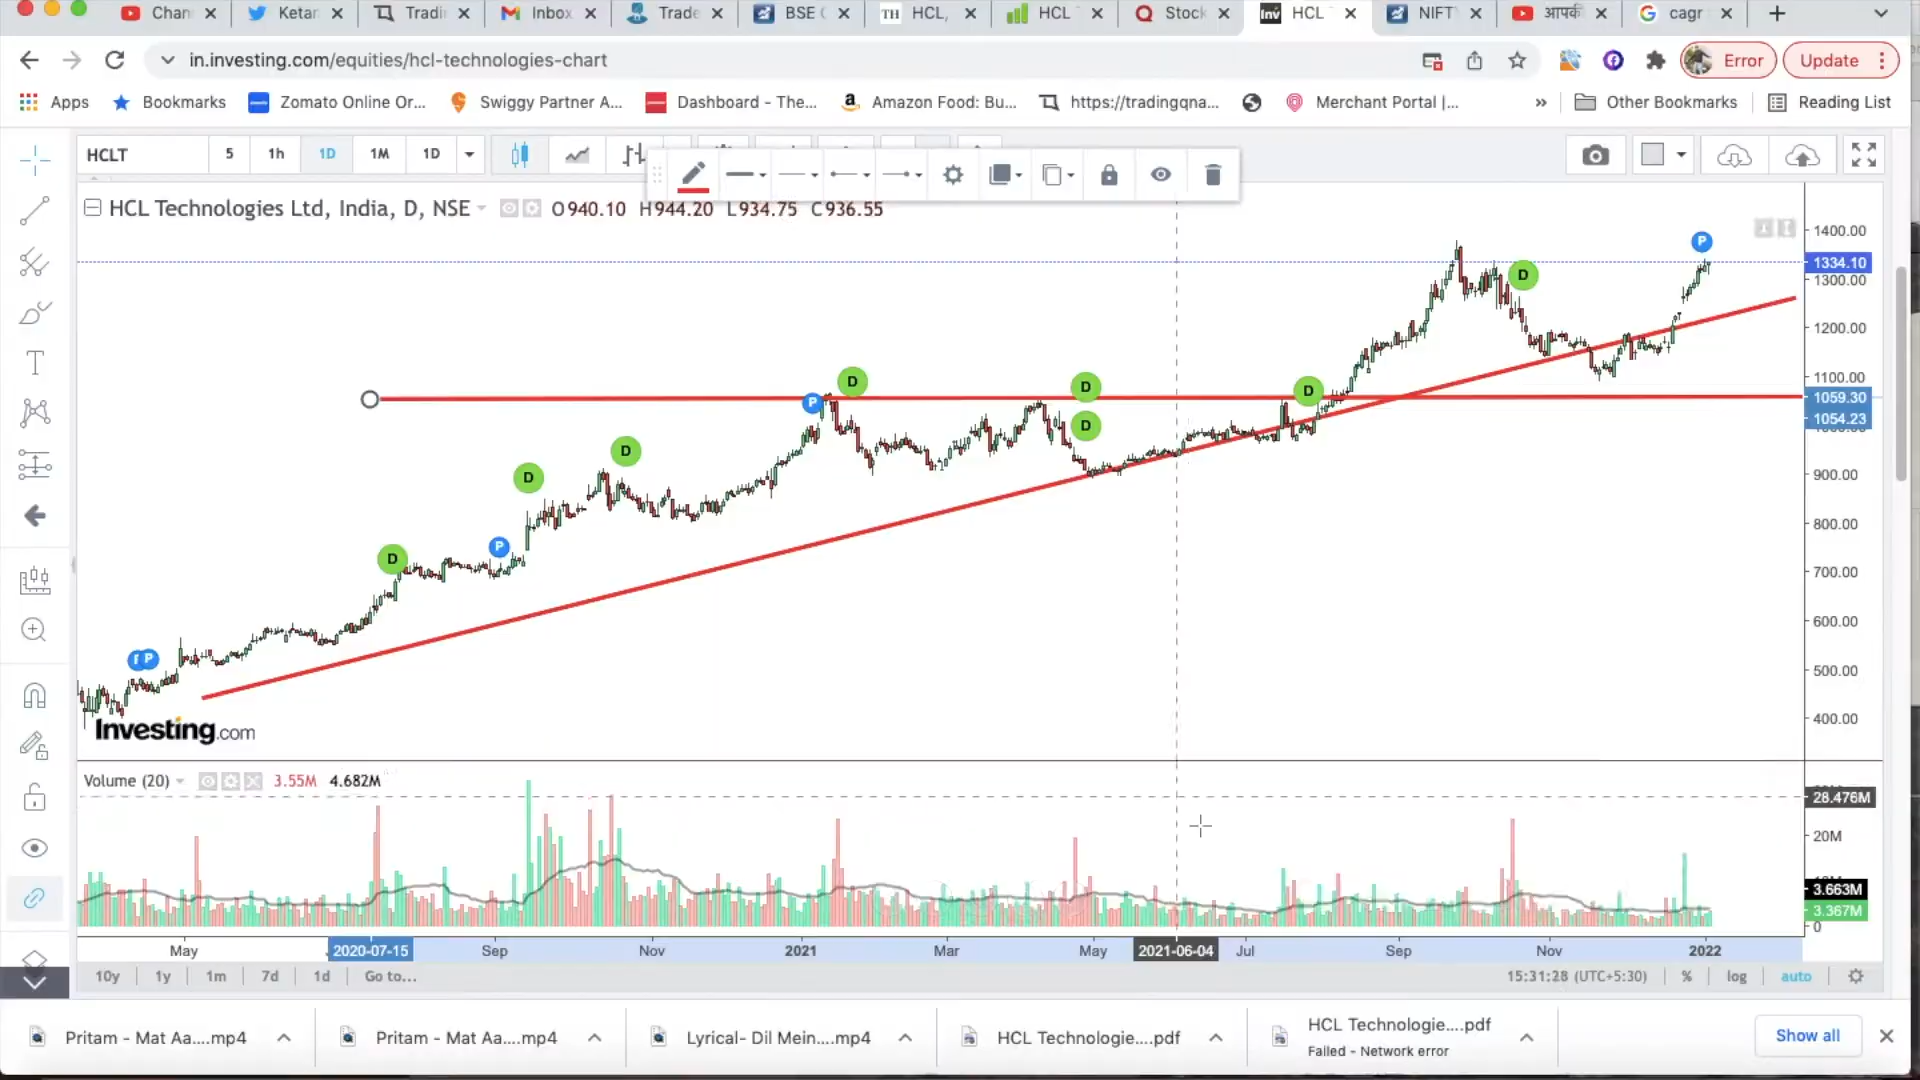 Chan
Ketan
Tradin
Inbox
Trade
BSE
TH HCL,
HCL
Stock
Inv HCL
NIFT
आपकी
cagr
in.investing.com/equities/hcl-technologies-chart
Error
Update
Apps
Bookmarks
Zomato Online Or...
Swiggy Partner A...
Dashboard - The...
Amazon Food: Bu...
https://tradingqna...
Merchant Portal |...
»
Other Bookmarks
Reading List
HCLT
5
1h
1D
1M
1D
HCL Technologies Ltd, India, D, NSE
O940.10 H944.20 L934.75 C936.55
1400.00
1334.10
1300.00
1200.00
1100.00
1059.30
1054.23
900.00
800.00
700.00
600.00
500.00
400.00
P
D
D
D
D
P
D
D
D
P
D
P
Investing.com
Volume (20)
3.55M 4.682M
28.476M
20M
3.663M
3.367M
0
May
2020-07-15
Sep
Nov
2021
Mar
May
2021-06-04
Jul
Sep
Nov
2022
10y
1y
1m
7d
1d
Go to...
15:31:28 (UTC+5:30)
%
log
auto
Pritam - Mat Aa....mp4
Pritam - Mat Aa....mp4
Lyrical- Dil Mein....mp4
HCL Technologie....pdf
HCL Technologie....pdf
Failed - Network error
Show all